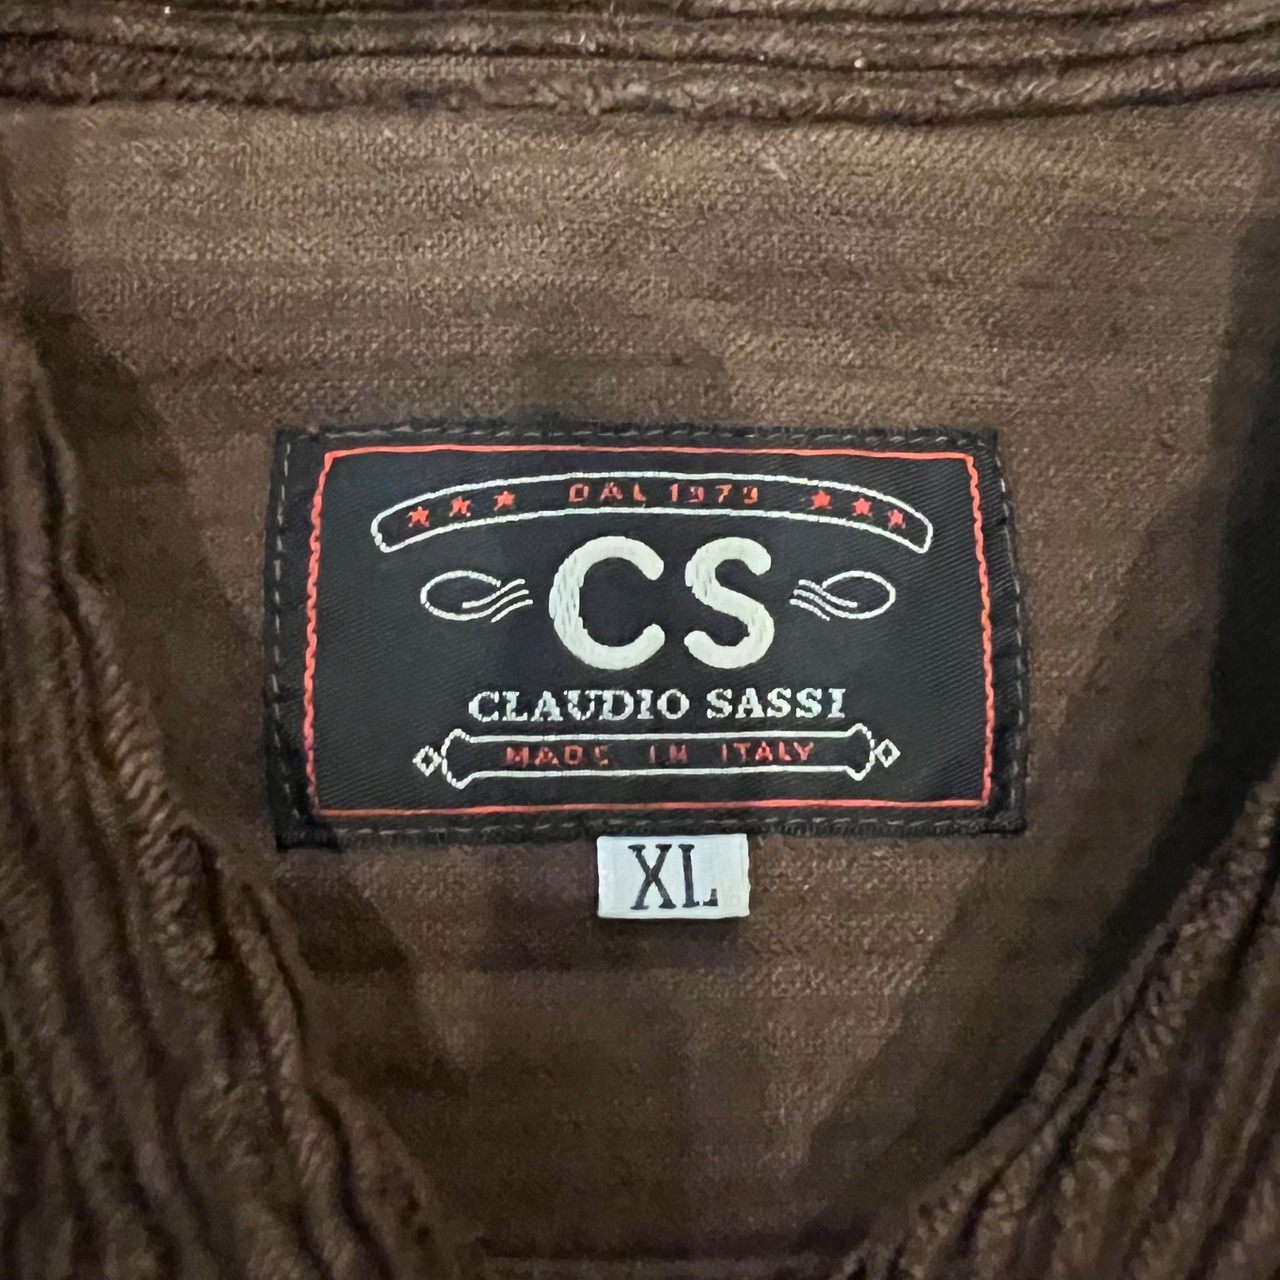 DAL 1979
CS
CLAUDIO SASSI
MADE IN ITALY
XL